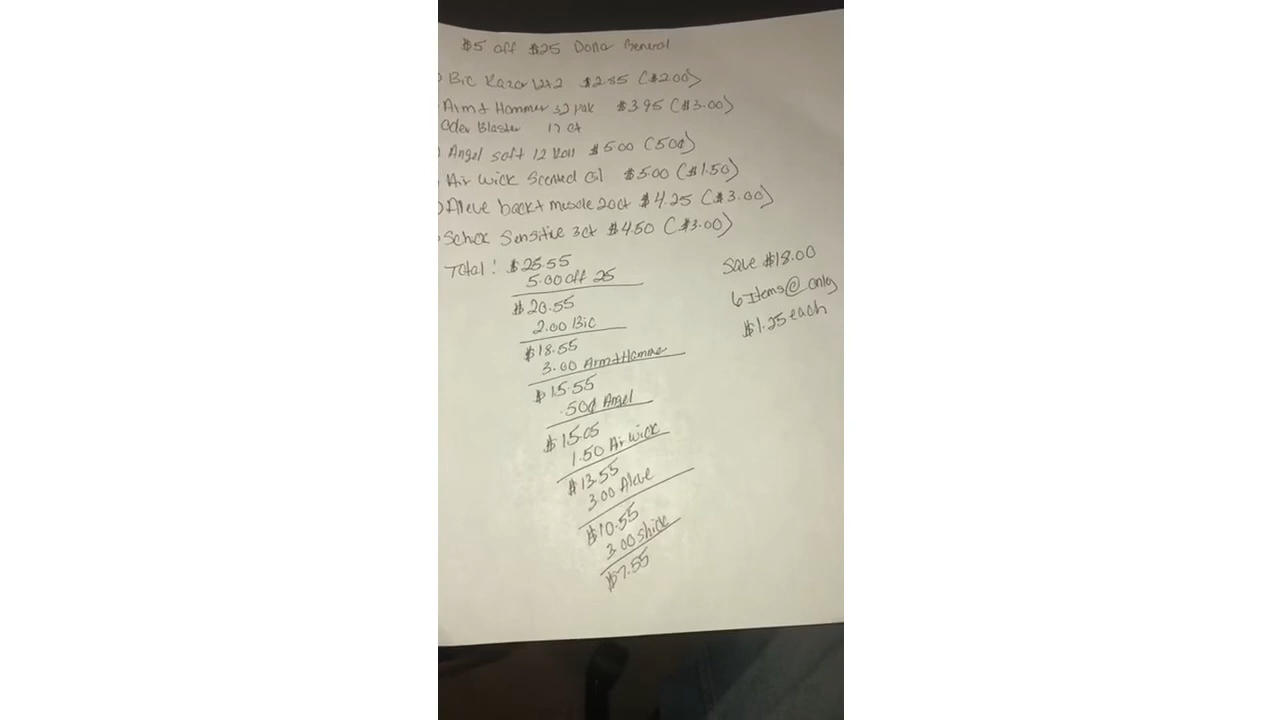 $5 off $25 Dollar General
Bic Razor 1ct 2 $2.85 ($2.00)
Arm + Hammer 32 pak $3.95 ($3.00)
Oder Blaster 17 ct
Angel soft 12 Roll $5.00 (50¢)
Air Wick Scented Oil $5.00 ($1.50)
Aleve back + muscle 20ct $4.25 ($3.00)
Schick Sensitive 3ct $4.50 ($3.00)
Total: $25.55
5.00 off 25
$20.55
2.00 Bic
$18.55
3.00 Arm + Hammer
$15.55
.50¢ Angel
$15.05
1.50 Air Wick
$13.55
3.00 Aleve
$10.55
3.00 Shick
$7.55
Save $18.00
6 Items @ only
$1.25 each